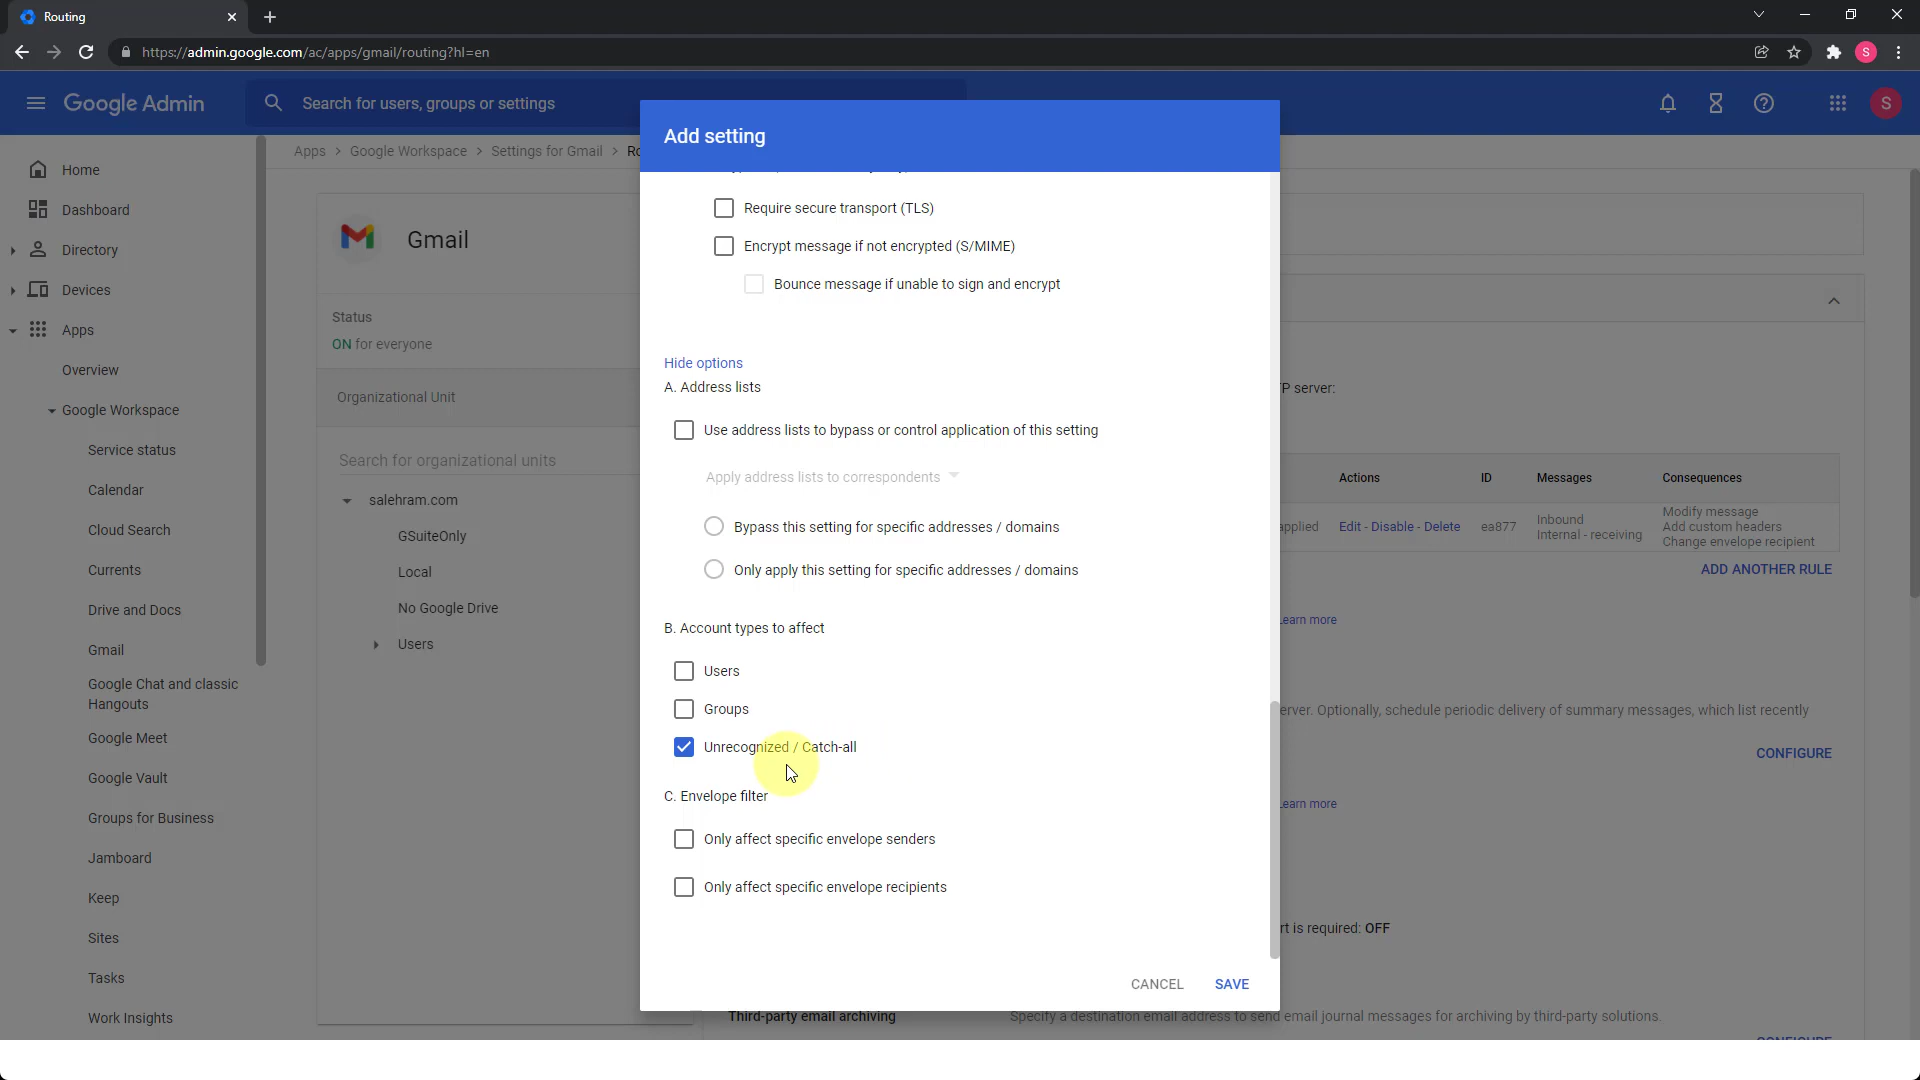 Routing
https://admin.google.com/ac/apps/gmail/routing?hl=en
S
Google Admin
Search for users, groups or settings
S
Home
Dashboard
Directory
Devices
Apps
Overview
Google Workspace
Service status
Calendar
Cloud Search
Currents
Drive and Docs
Gmail
Google Chat and classic
Hangouts
Google Meet
Google Vault
Groups for Business
Jamboard
Keep
Sites
Tasks
Work Insights
Apps > Google Workspace > Settings for Gmail > Ro
Gmail
Status
ON for everyone
Organizational Unit
Search for organizational units
salehram.com
GSuiteOnly
Local
No Google Drive
Users
Add setting
Require secure transport (TLS)
Encrypt message if not encrypted (S/MIME)
Bounce message if unable to sign and encrypt
Hide options
A. Address lists
Use address lists to bypass or control application of this setting
Apply address lists to correspondents
Bypass this setting for specific addresses / domains
Only apply this setting for specific addresses / domains
B. Account types to affect
Users
Groups
Unrecognized / Catch-all
C. Envelope filter
Only affect specific envelope senders
Only affect specific envelope recipients
CANCEL SAVE
P server:
Actions ID Messages Consequences
applied Edit - Disable - Delete ea877
Inbound
Internal - receiving
Modify message
Add custom headers
Change envelope recipient
ADD ANOTHER RULE
Learn more
erver. Optionally, schedule periodic delivery of summary messages, which list recently
CONFIGURE
Learn more
rt is required: OFF
Third-party email archiving
Specify a destination email address to send email journal messages for archiving by third-party solutions.
CONFIGURE